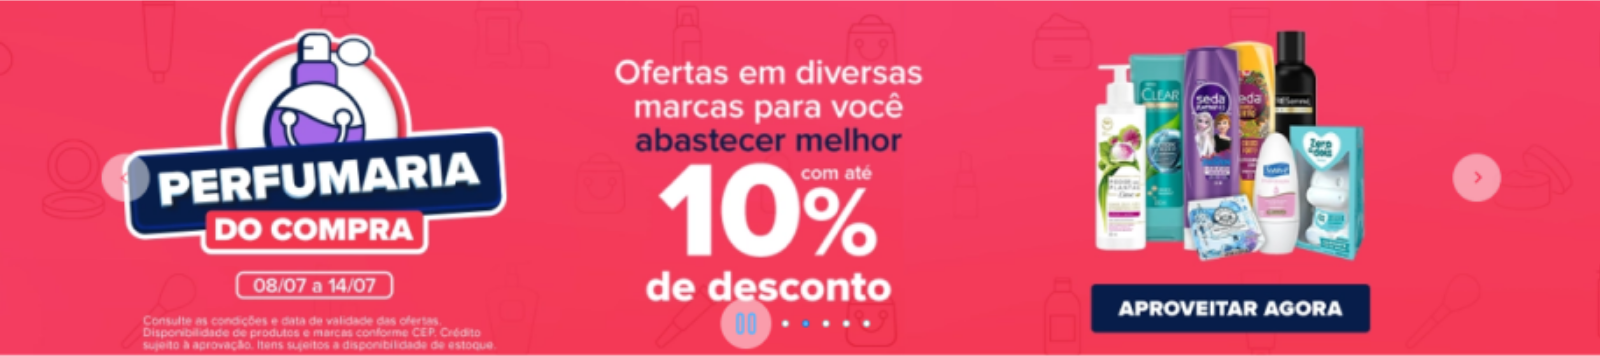 PERFUMARIA
DO COMPRA
08/07 a 14/07
Consulte as condições e data de validade das ofertas.
Disponibilidade de produtos e marcas conforme CEP. Crédito
sujeito à aprovação. Itens sujeitos a disponibilidade de estoque.
Ofertas em diversas
marcas para você
abastecer melhor
com até
10%
de desconto
CLEAR
seda
seda
APROVEITAR AGORA